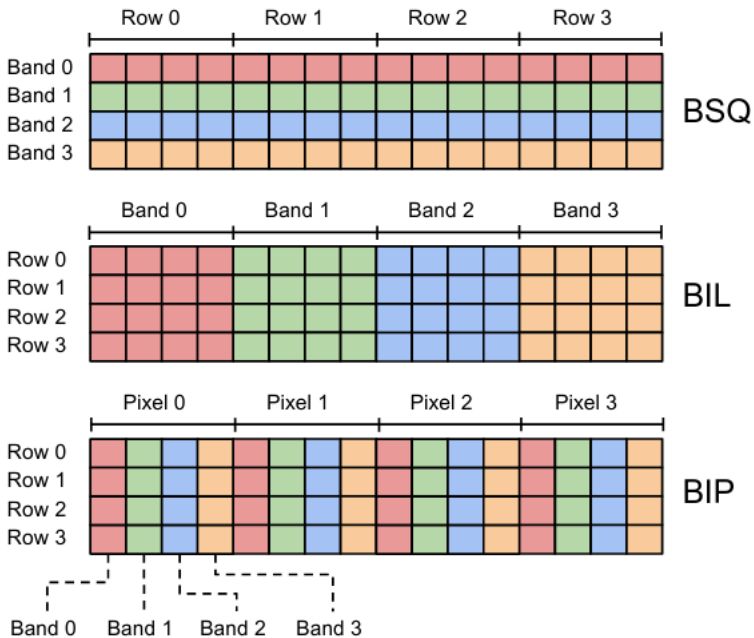 Row 0 Row 1 Row 2 Row 3
Band 0
Band 1
Band 2
Band 3
BSQ
Band 0 Band 1 Band 2 Band 3
Row 0
Row 1
Row 2
Row 3
BIL
Pixel 0 Pixel 1 Pixel 2 Pixel 3
Row 0
Row 1
Row 2
Row 3
BIP
Band 0 Band 1 Band 2 Band 3